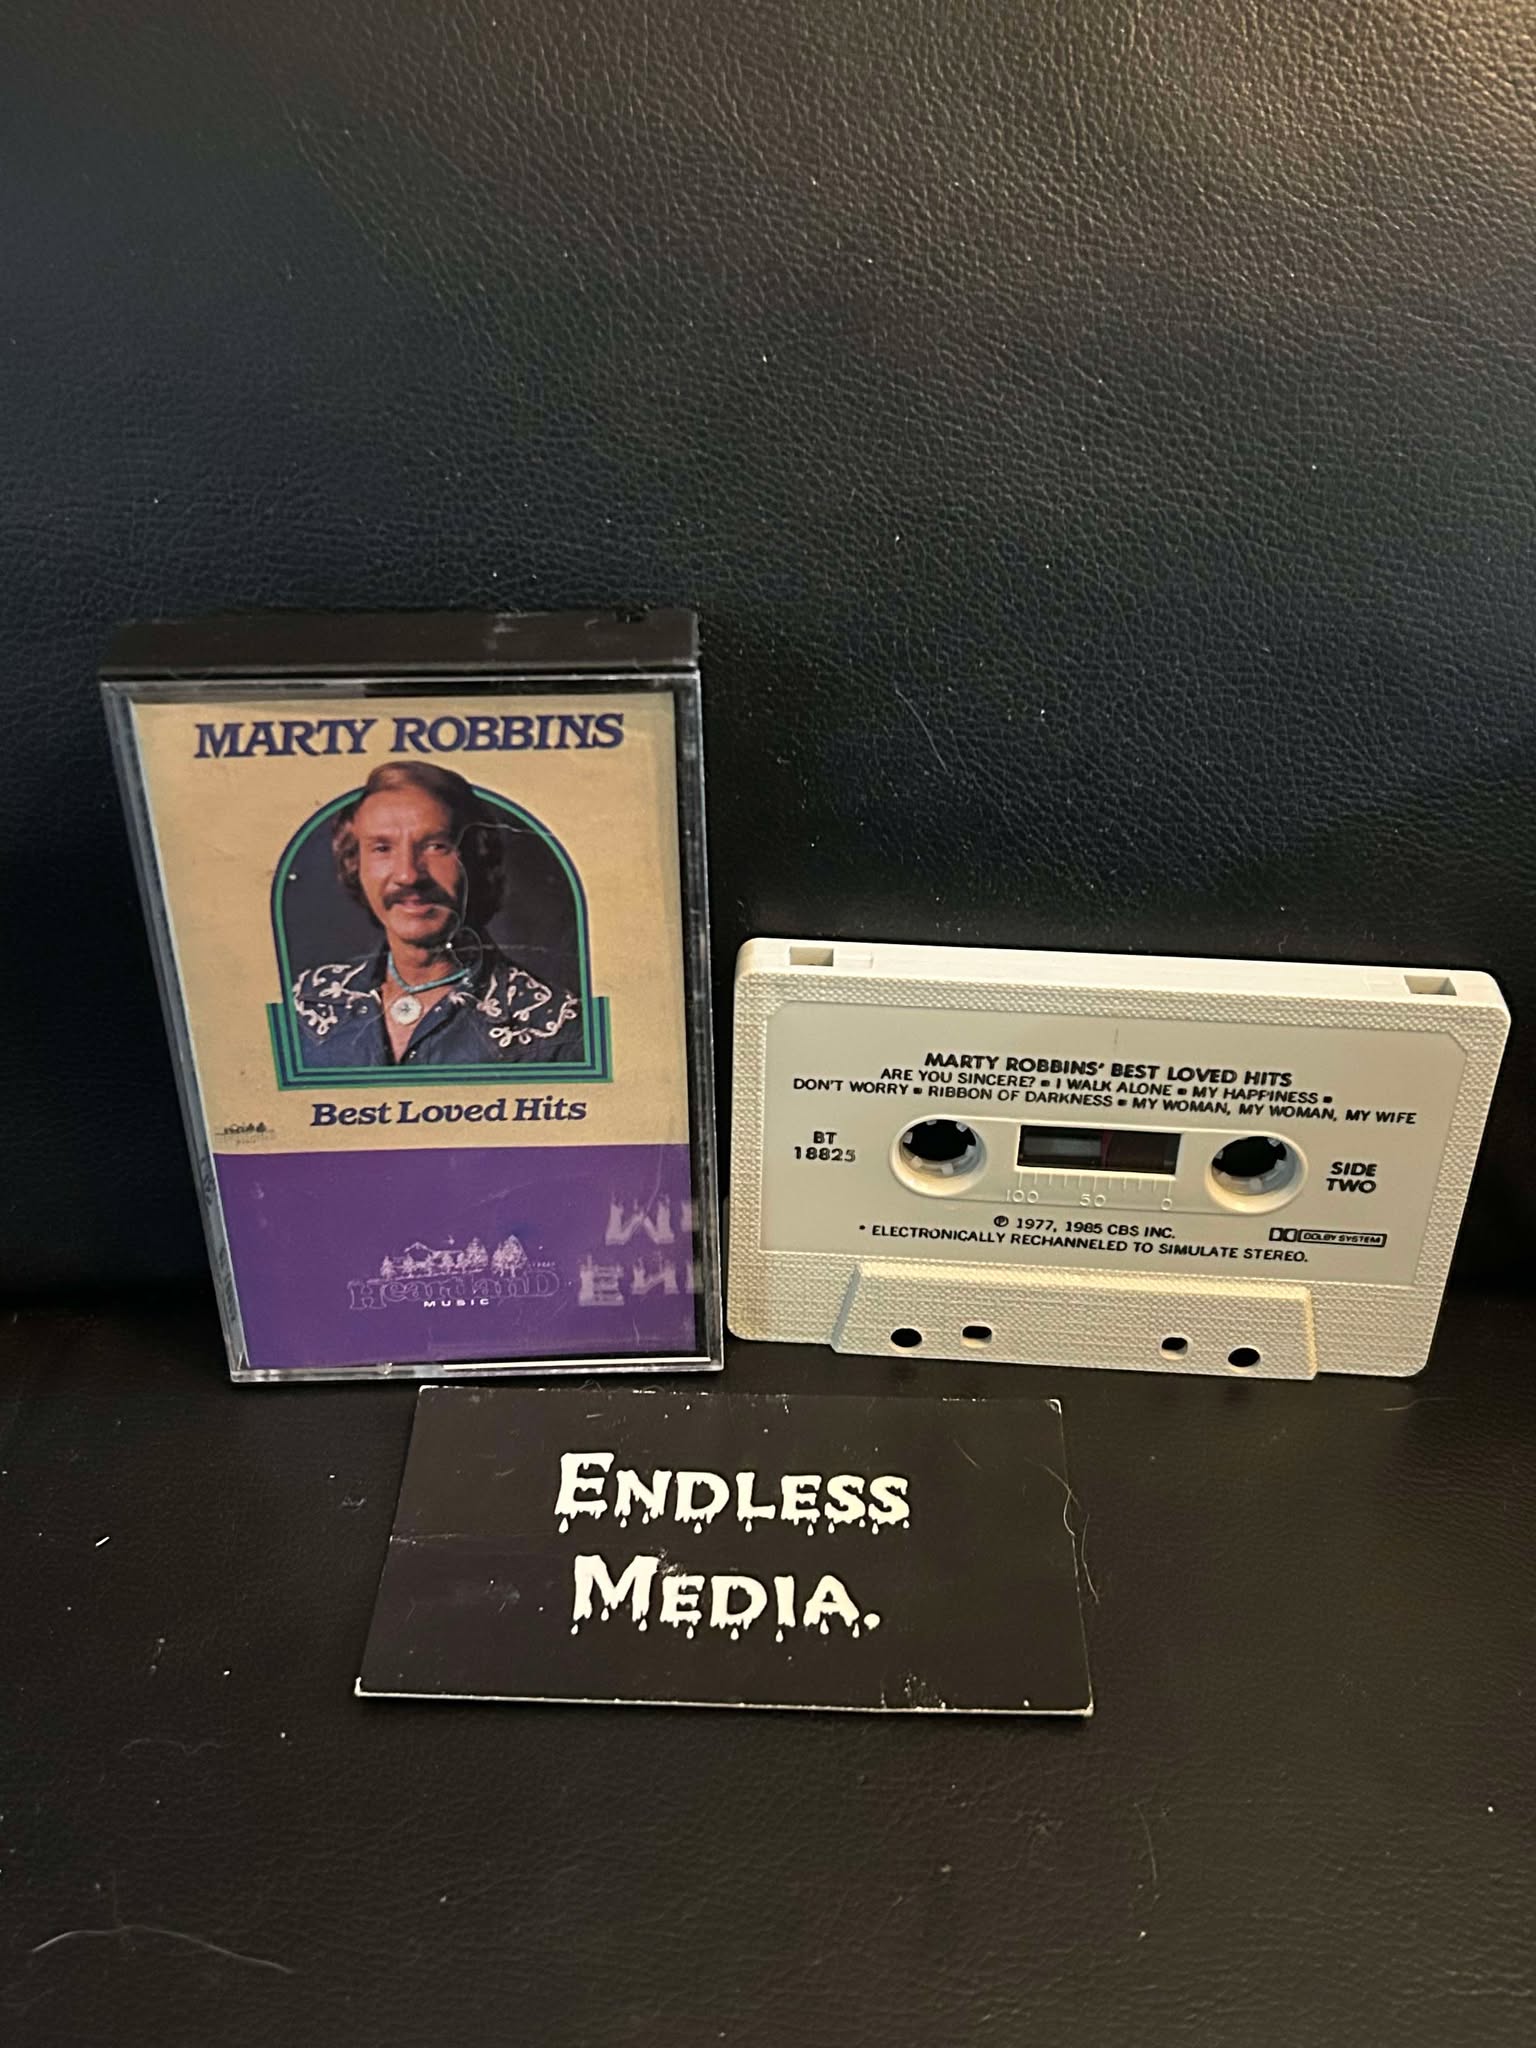 MARTY ROBBINS
Best Loved Hits
HeartlanD
MUSIC
MARTY ROBBINS' BEST LOVED HITS
ARE YOU SINCERE? ▪ I WALK ALONE ▪ MY HAPPINESS ▪
DON'T WORRY ▪ RIBBON OF DARKNESS ▪ MY WOMAN, MY WOMAN, MY WIFE
BT
18825
SIDE
TWO
100 50 0
℗ 1977, 1985 CBS INC.
* ELECTRONICALLY RECHANNELED TO SIMULATE STEREO.
DOLBY SYSTEM
ENDLESS
MEDIA.